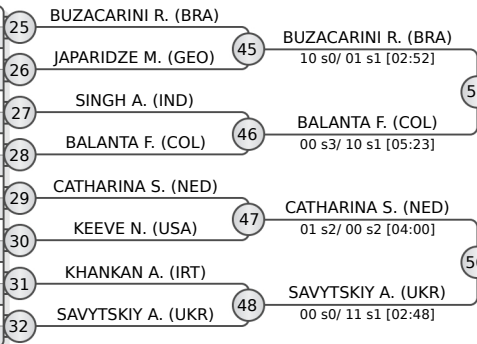 25
BUZACARINI R. (BRA)
26
JAPARIDZE M. (GEO)
45
BUZACARINI R. (BRA)
10 s0/ 01 s1 [02:52]
27
SINGH A. (IND)
28
BALANTA F. (COL)
46
BALANTA F. (COL)
00 s3/ 10 s1 [05:23]
29
CATHARINA S. (NED)
30
KEEVE N. (USA)
47
CATHARINA S. (NED)
01 s2/ 00 s2 [04:00]
31
KHANKAN A. (IRT)
32
SAVYTSKIY A. (UKR)
48
SAVYTSKIY A. (UKR)
00 s0/ 11 s1 [02:48]